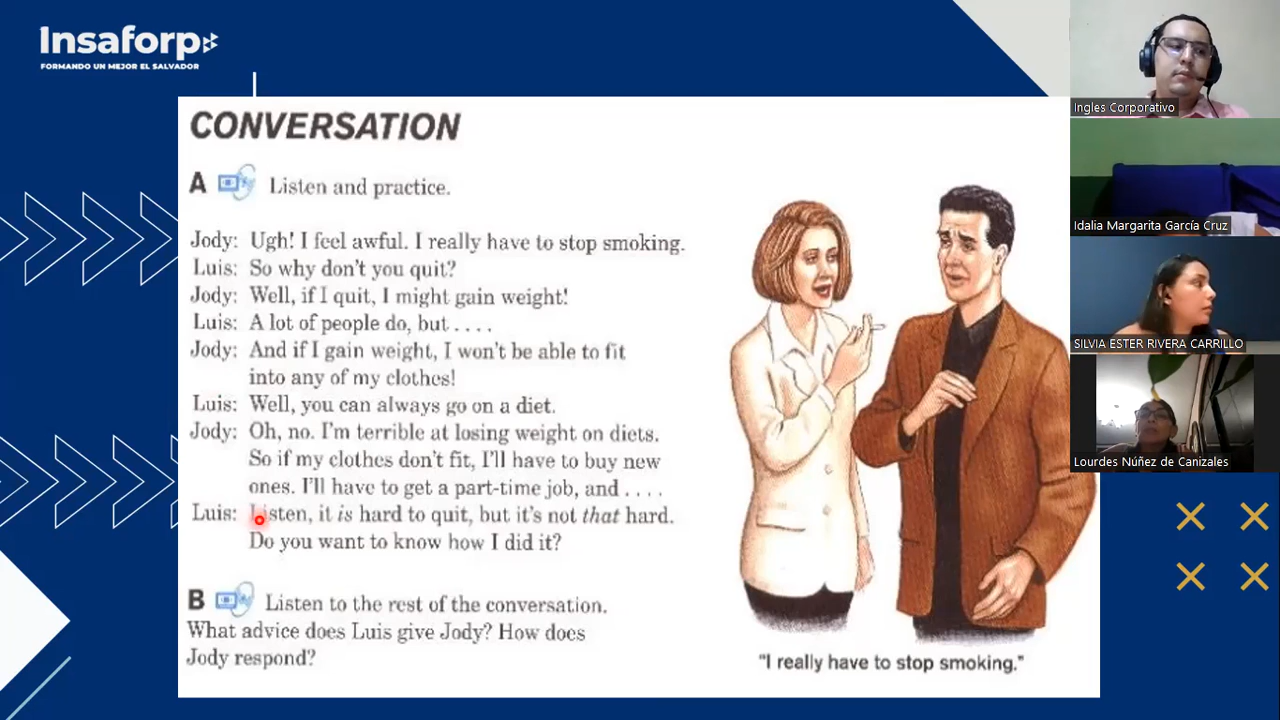 Insaforp
FORMANDO UN MEJOR EL SALVADOR
CONVERSATION
A Listen and practice.
Jody: Ugh! I feel awful. I really have to stop smoking.
Luis: So why don't you quit?
Jody: Well, if I quit, I might gain weight!
Luis: A lot of people do, but . . . .
Jody: And if I gain weight, I won't be able to fit
into any of my clothes!
Luis: Well, you can always go on a diet.
Jody: Oh, no. I'm terrible at losing weight on diets.
So if my clothes don't fit, I'll have to buy new
ones. I'll have to get a part-time job, and . . . .
Luis: Listen, it is hard to quit, but it's not that hard.
Do you want to know how I did it?
B Listen to the rest of the conversation.
What advice does Luis give Jody? How does
Jody respond?
"I really have to stop smoking."
Ingles Corporativo
Idalia Margarita García Cruz
SILVIA ESTER RIVERA CARRILLO
Lourdes Núñez de Canizales